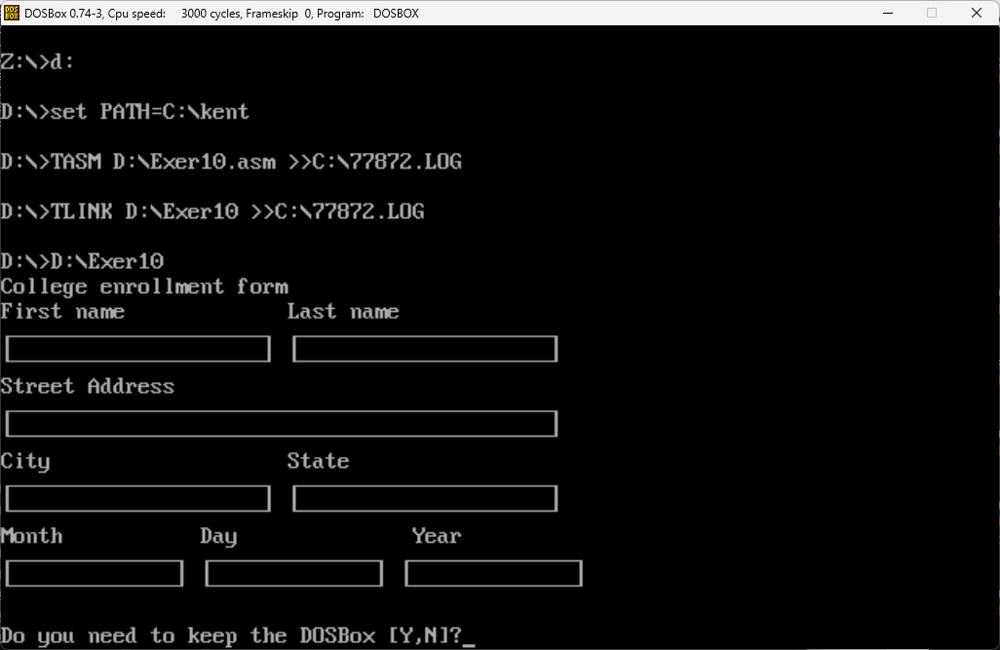 DOSBox 0.74-3, Cpu speed: 3000 cycles, Frameskip 0, Program: DOSBOX
Z:\>d:
D:\>set PATH=C:\kent
D:\>TASM D:\Exer10.asm >>C:\77872.LOG
D:\>TLINK D:\Exer10 >>C:\77872.LOG
D:\>D:\Exer10
College enrollment form
First name Last name
Street Address
City State
Month Day Year
Do you need to keep the DOSBox [Y,N]?_